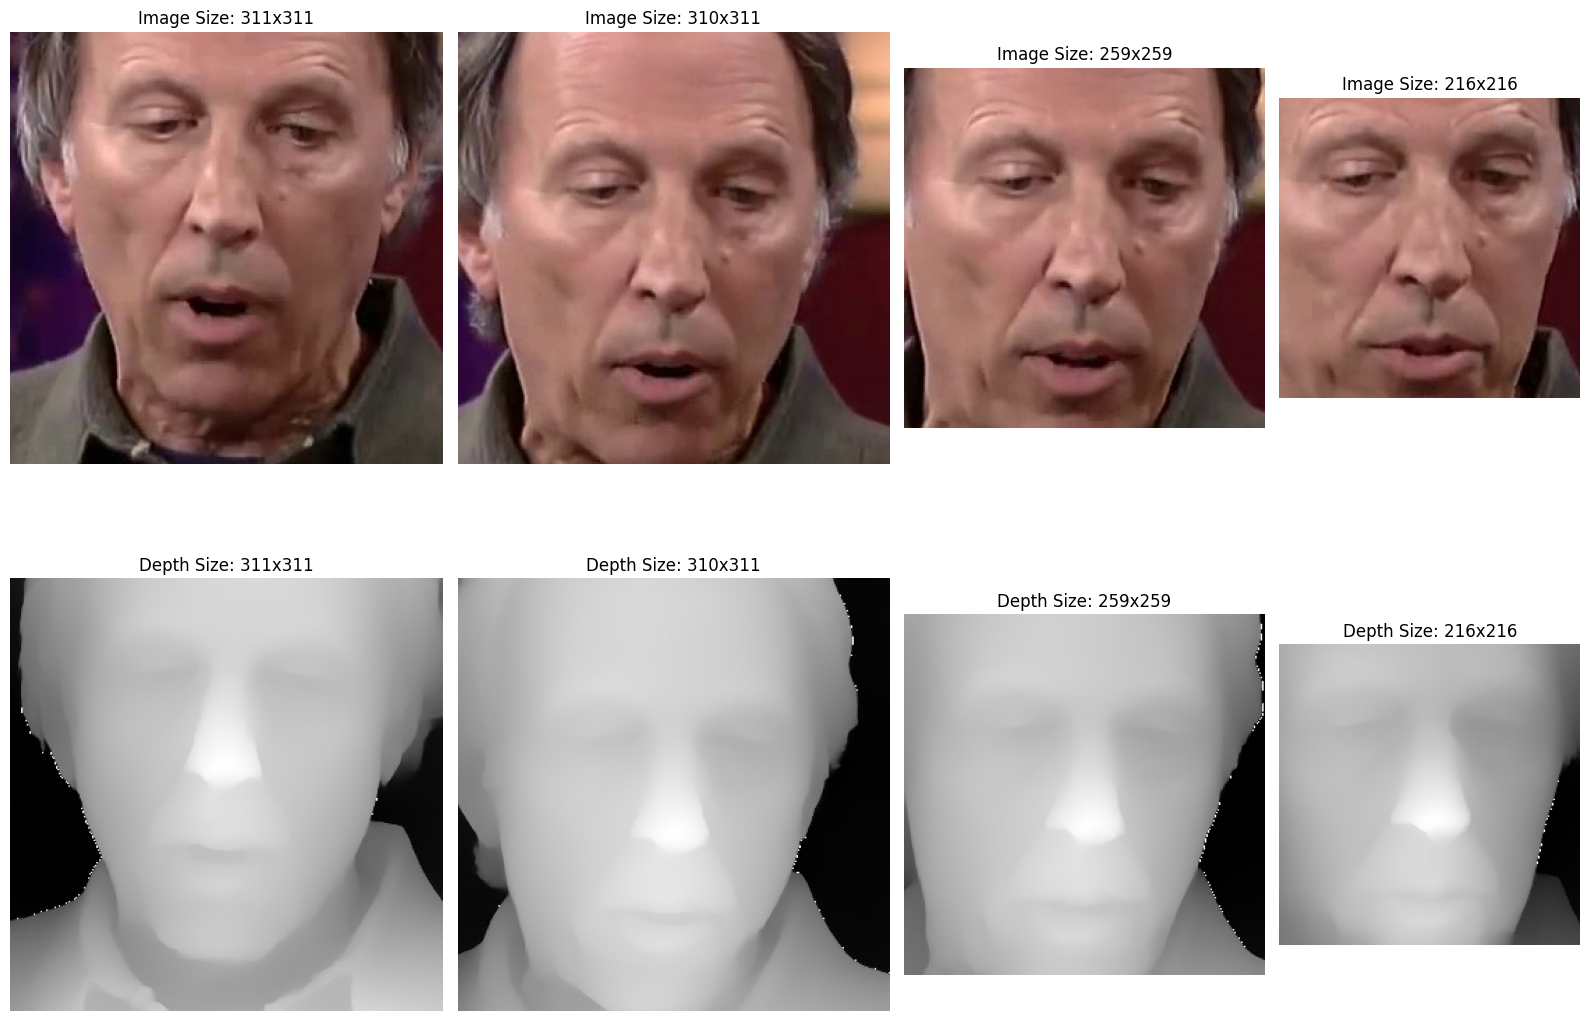 Image Size: 311x311
Image Size: 310x311
Image Size: 259x259
Image Size: 216x216
Depth Size: 311x311
Depth Size: 310x311
Depth Size: 259x259
Depth Size: 216x216